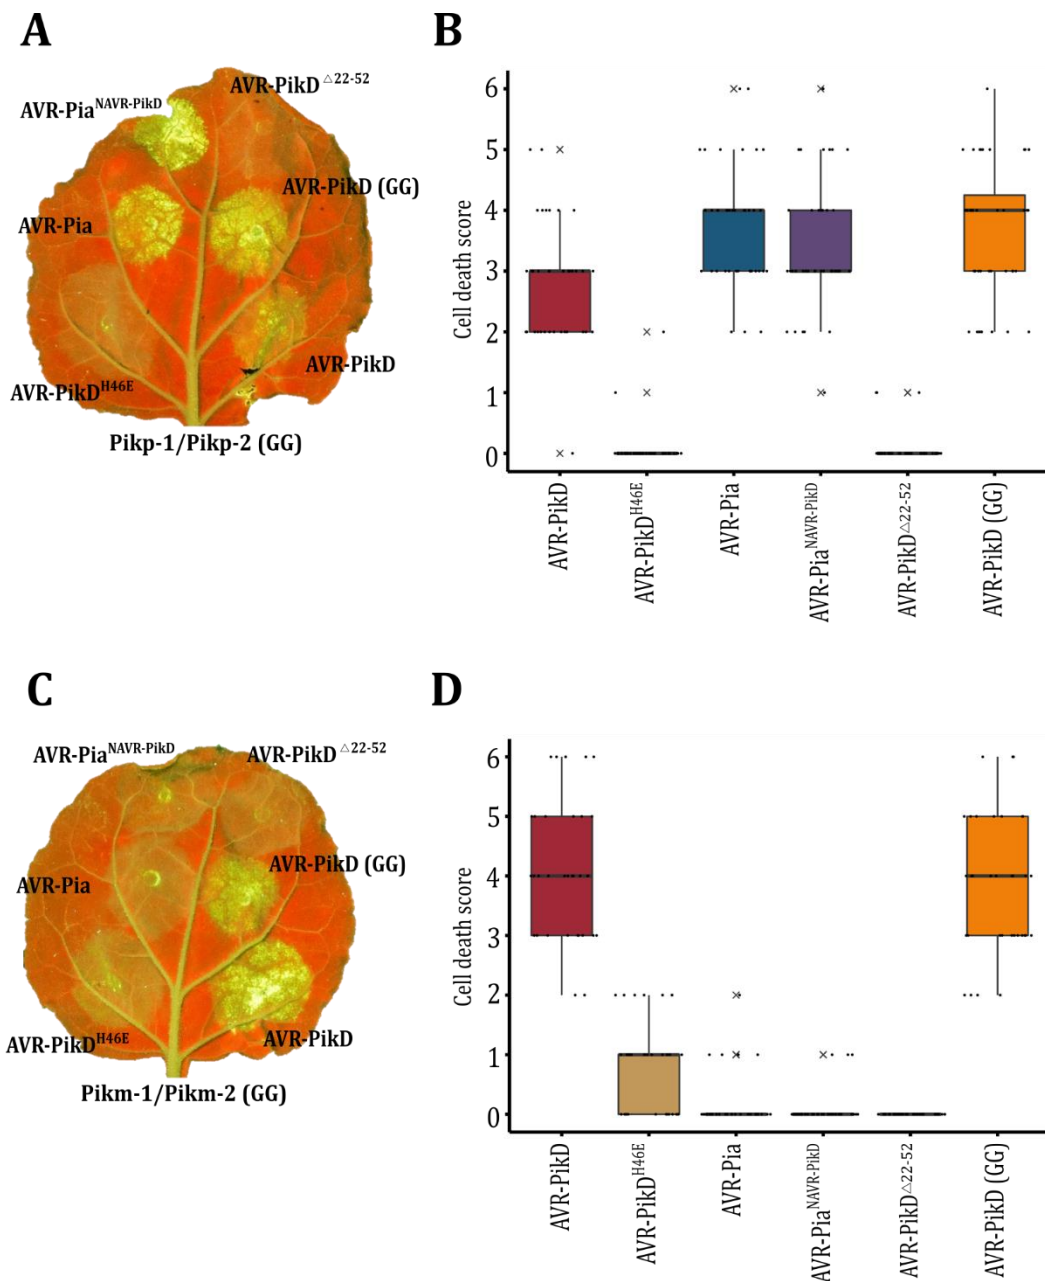 A
AVR-PikD △22-52
AVR-Pia NAVR-PikD
AVR-PikD (GG)
AVR-Pia
AVR-PikD
AVR-PikD H46E
Pikp-1/Pikp-2 (GG)
B
Cell death score
6
5
4
3
2
1
0
AVR-PikD
AVR-PikD H46E
AVR-Pia
AVR-Pia NAVR-PikD
AVR-PikD △22-52
AVR-PikD (GG)
C
AVR-Pia NAVR-PikD
AVR-PikD △22-52
AVR-PikD (GG)
AVR-Pia
AVR-PikD H46E
AVR-PikD
Pikm-1/Pikm-2 (GG)
D
Cell death score
6
5
4
3
2
1
0
AVR-PikD
AVR-PikD H46E
AVR-Pia
AVR-Pia NAVR-PikD
AVR-PikD △22-52
AVR-PikD (GG)